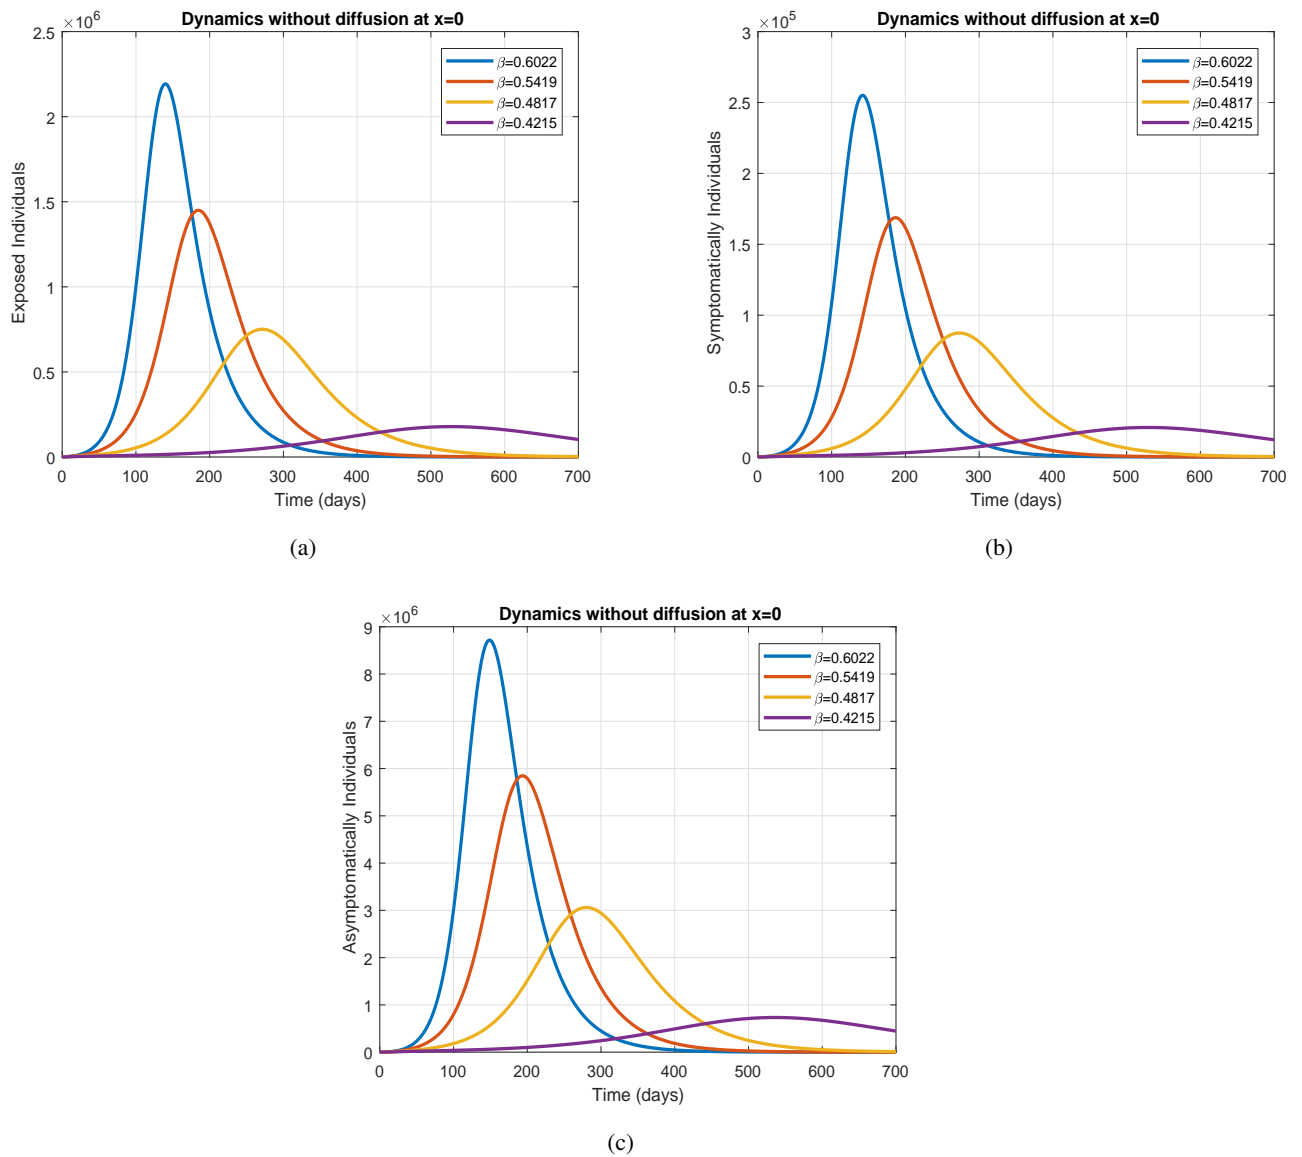 Dynamics without diffusion at x=0
×10^6
Exposed Individuals
2.5
2
1.5
1
0.5
0
0 100 200 300 400 500 600 700
Time (days)
β=0.6022
β=0.5419
β=0.4817
β=0.4215
(a)
Dynamics without diffusion at x=0
×10^5
Symptomatically Individuals
3
2.5
2
1.5
1
0.5
0
0 100 200 300 400 500 600 700
Time (days)
β=0.6022
β=0.5419
β=0.4817
β=0.4215
(b)
Dynamics without diffusion at x=0
×10^6
Asymptomatically Individuals
9
8
7
6
5
4
3
2
1
0
0 100 200 300 400 500 600 700
Time (days)
β=0.6022
β=0.5419
β=0.4817
β=0.4215
(c)